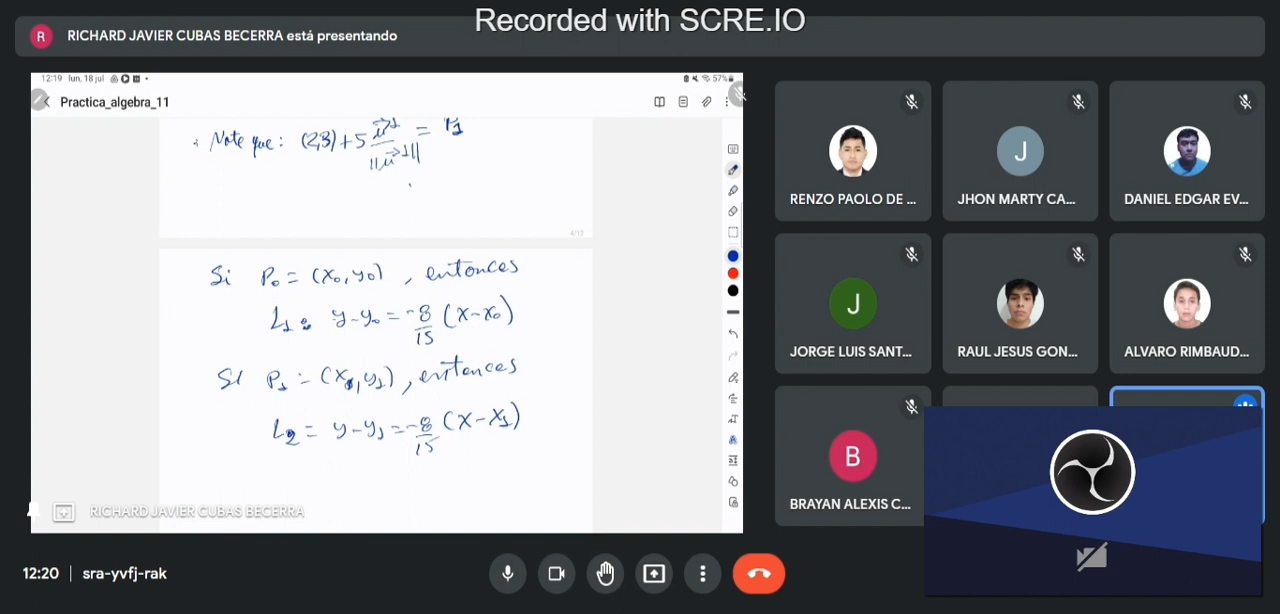 Recorded with SCRE.IO
R RICHARD JAVIER CUBAS BECERRA está presentando
12:19 lun, 18 jul
57%
Practica_algebra_11
Note que: (2,3) + 5 μ⃗⊥ / ||μ⃗⊥|| = P₁
4/12
Si P₀ = (x₀, y₀), entonces
L₁: y - y₀ = -8/15 (x - x₀)
Si P₁ = (x₁, y₁), entonces
L₂ = y - y₁ = -8/15 (x - x₁)
RICHARD JAVIER CUBAS BECERRA
RENZO PAOLO DE ...
J
JHON MARTY CA...
DANIEL EDGAR EV...
J
JORGE LUIS SANT...
RAUL JESUS GON...
ALVARO RIMBAUD...
B
BRAYAN ALEXIS C...
12:20 | sra-yvfj-rak